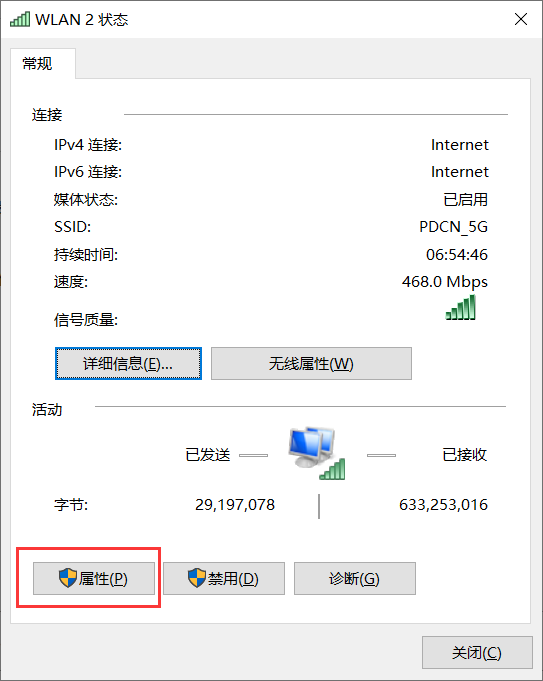 WLAN 2 状态
常规
连接
IPv4 连接: Internet
IPv6 连接: Internet
媒体状态: 已启用
SSID: PDCN_5G
持续时间: 06:54:46
速度: 468.0 Mbps
信号质量:
详细信息(E)... 无线属性(W)
活动
已发送 已接收
字节: 29,197,078 633,253,016
属性(P) 禁用(D) 诊断(G)
关闭(C)